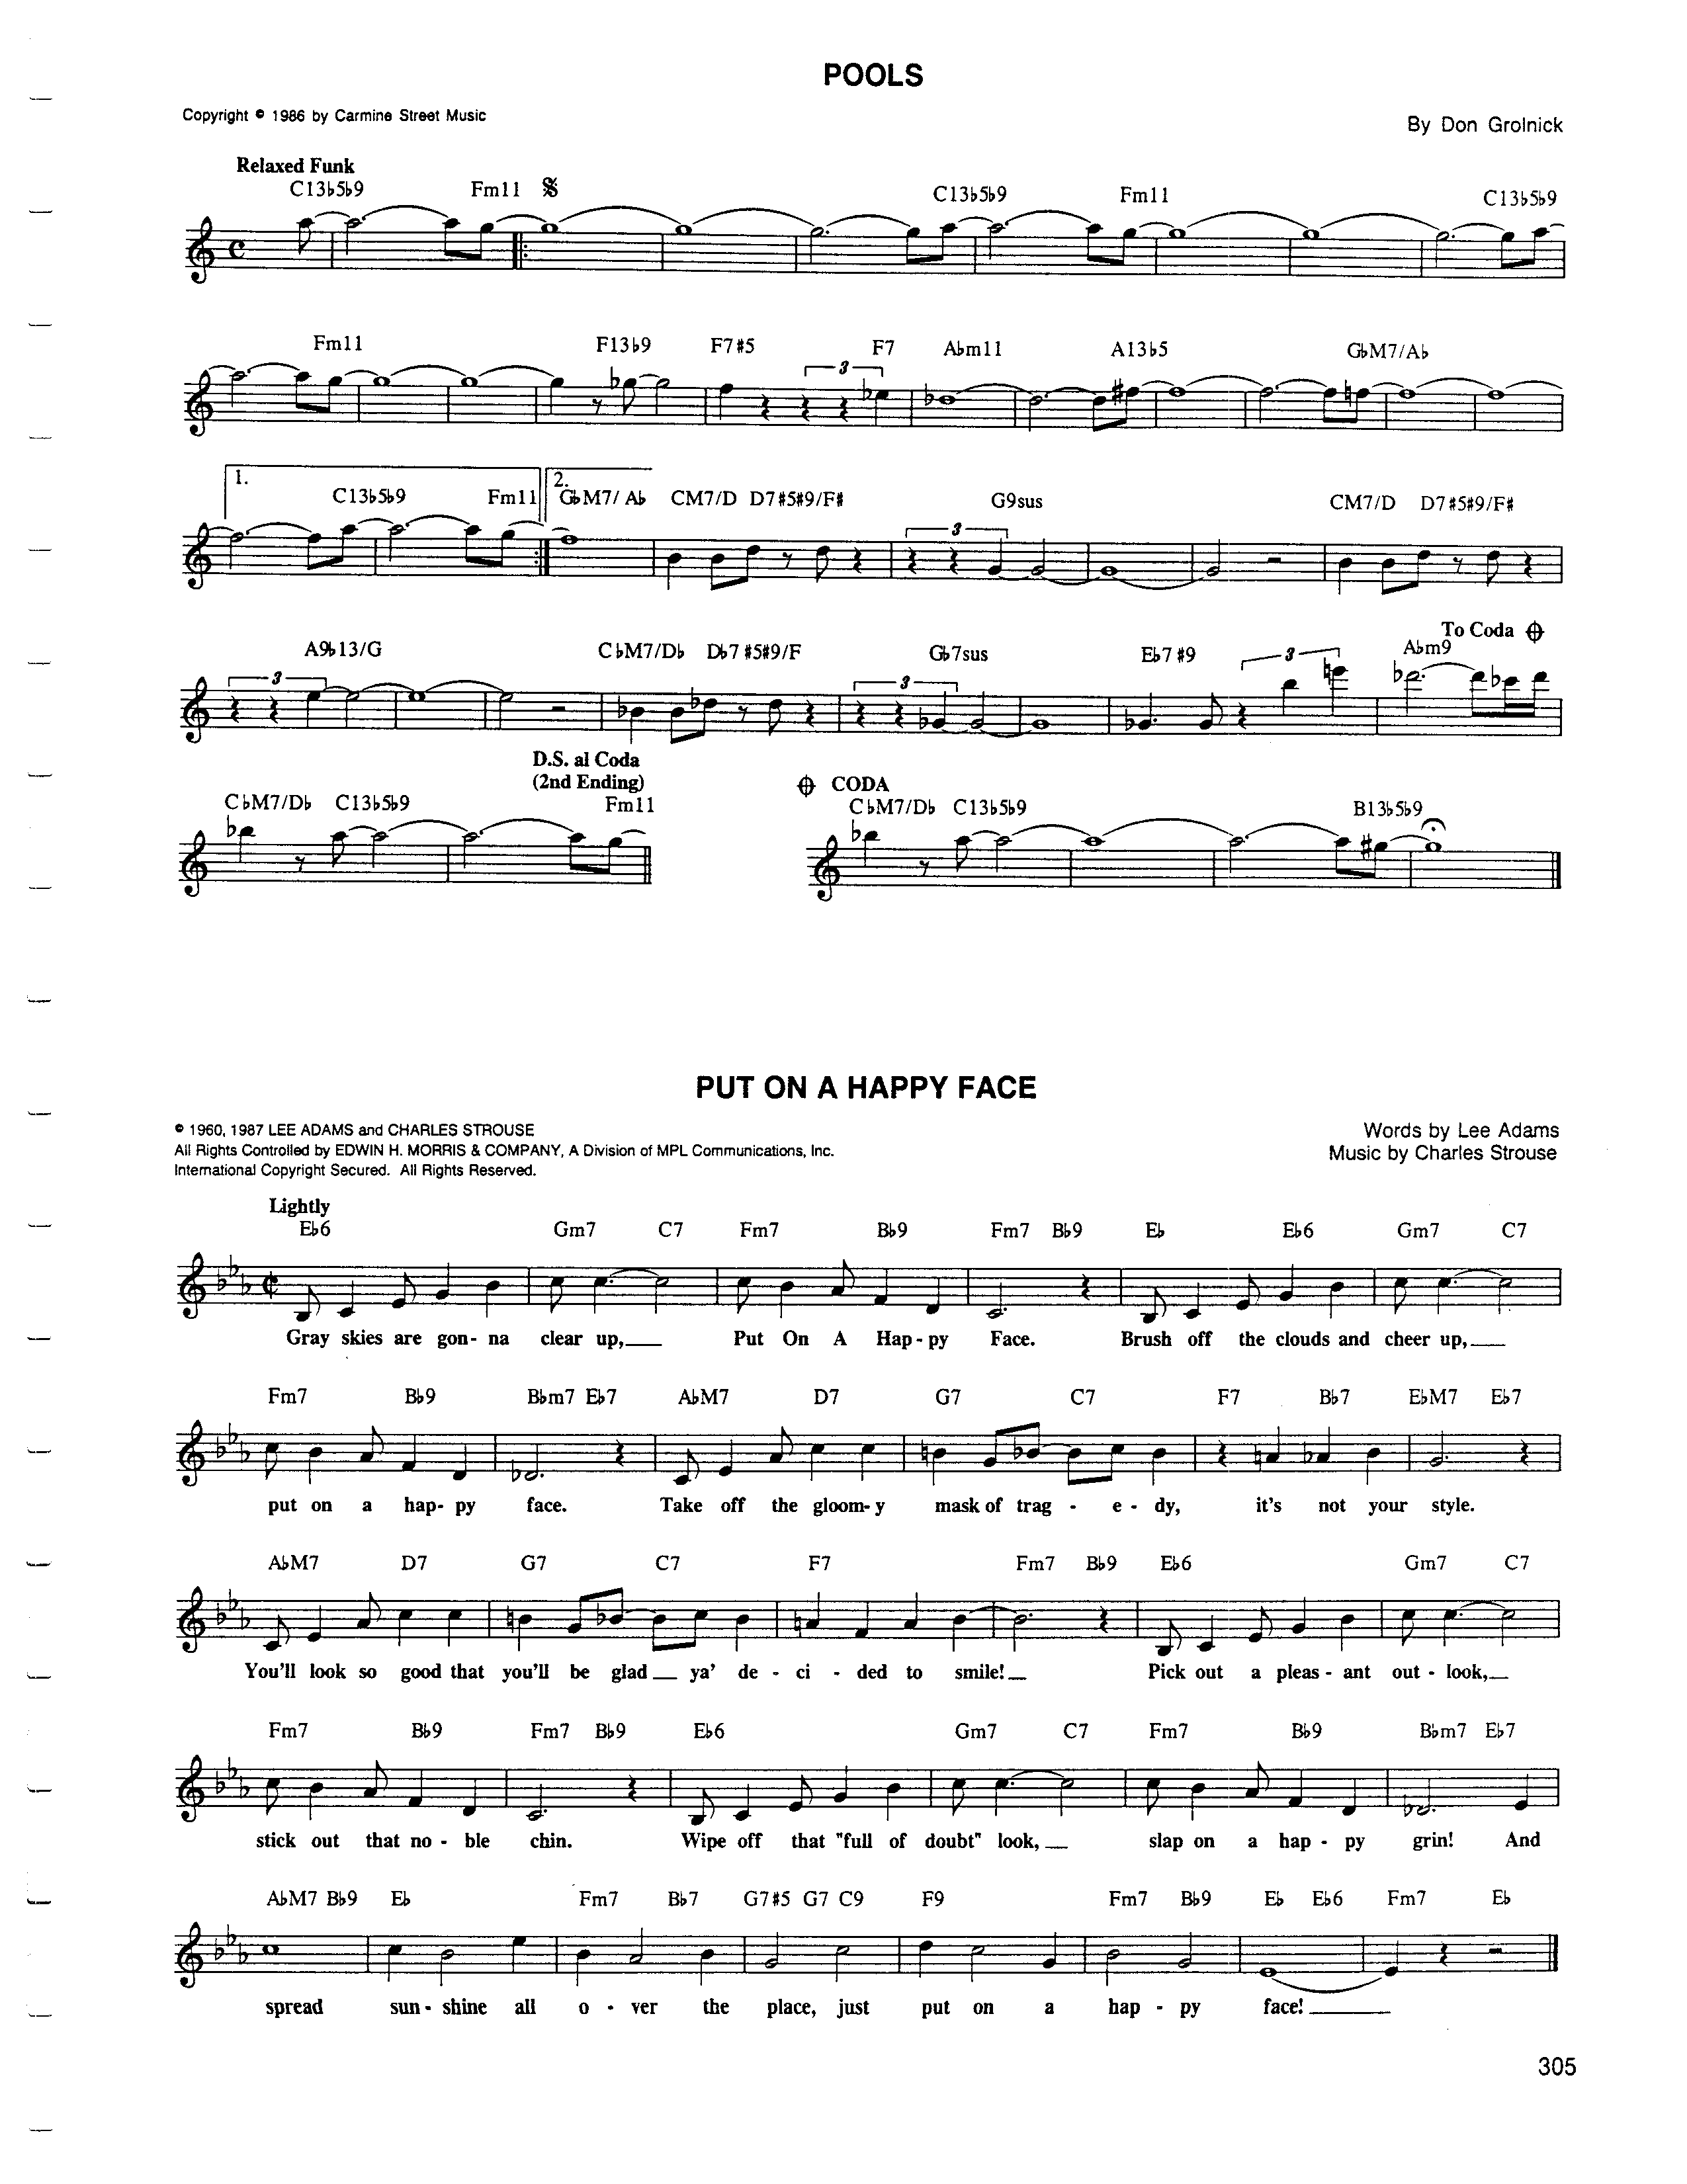 POOLS
Copyright © 1986 by Carmine Street Music
By Don Grolnick
Relaxed Funk
C13♭5♭9 Fm11 C13♭5♭9 Fm11 C13♭5♭9
Fm11 F13♭9 F7#5 3 F7 A♭m11 A13♭5 G♭M7/A♭
1. C13♭5♭9 Fm11 2. G♭M7/ A♭ CM7/D D7#5#9/F# 3 G9sus CM7/D D7#5#9/F#
To Coda
3 A9♭13/G C♭M7/D♭ D♭7#5#9/F 3 G♭7sus E♭7#9 3 A♭m9
D.S. al Coda
(2nd Ending)
CODA
C♭M7/D♭ C13♭5♭9 Fm11 C♭M7/D♭ C13♭5♭9 B13♭5♭9
PUT ON A HAPPY FACE
© 1960, 1987 LEE ADAMS and CHARLES STROUSE
All Rights Controlled by EDWIN H. MORRIS & COMPANY, A Division of MPL Communications, Inc.
International Copyright Secured. All Rights Reserved.
Words by Lee Adams
Music by Charles Strouse
Lightly
E♭6 Gm7 C7 Fm7 B♭9 Fm7 B♭9 E♭ E♭6 Gm7 C7
Gray skies are gon- na clear up, Put On A Hap - py Face. Brush off the clouds and cheer up,
Fm7 B♭9 B♭m7 E♭7 A♭M7 D7 G7 C7 F7 B♭7 E♭M7 E♭7
put on a hap- py face. Take off the gloom- y mask of trag - e - dy, it's not your style.
A♭M7 D7 G7 C7 F7 Fm7 B♭9 E♭6 Gm7 C7
You'll look so good that you'll be glad ya' de - ci - ded to smile! Pick out a pleas - ant out - look,
Fm7 B♭9 Fm7 B♭9 E♭6 Gm7 C7 Fm7 B♭9 B♭m7 E♭7
stick out that no - ble chin. Wipe off that "full of doubt" look, slap on a hap - py grin! And
A♭M7 B♭9 E♭ Fm7 B♭7 G7#5 G7 C9 F9 Fm7 B♭9 E♭ E♭6 Fm7 E♭
spread sun - shine all o - ver the place, just put on a hap - py face!
305